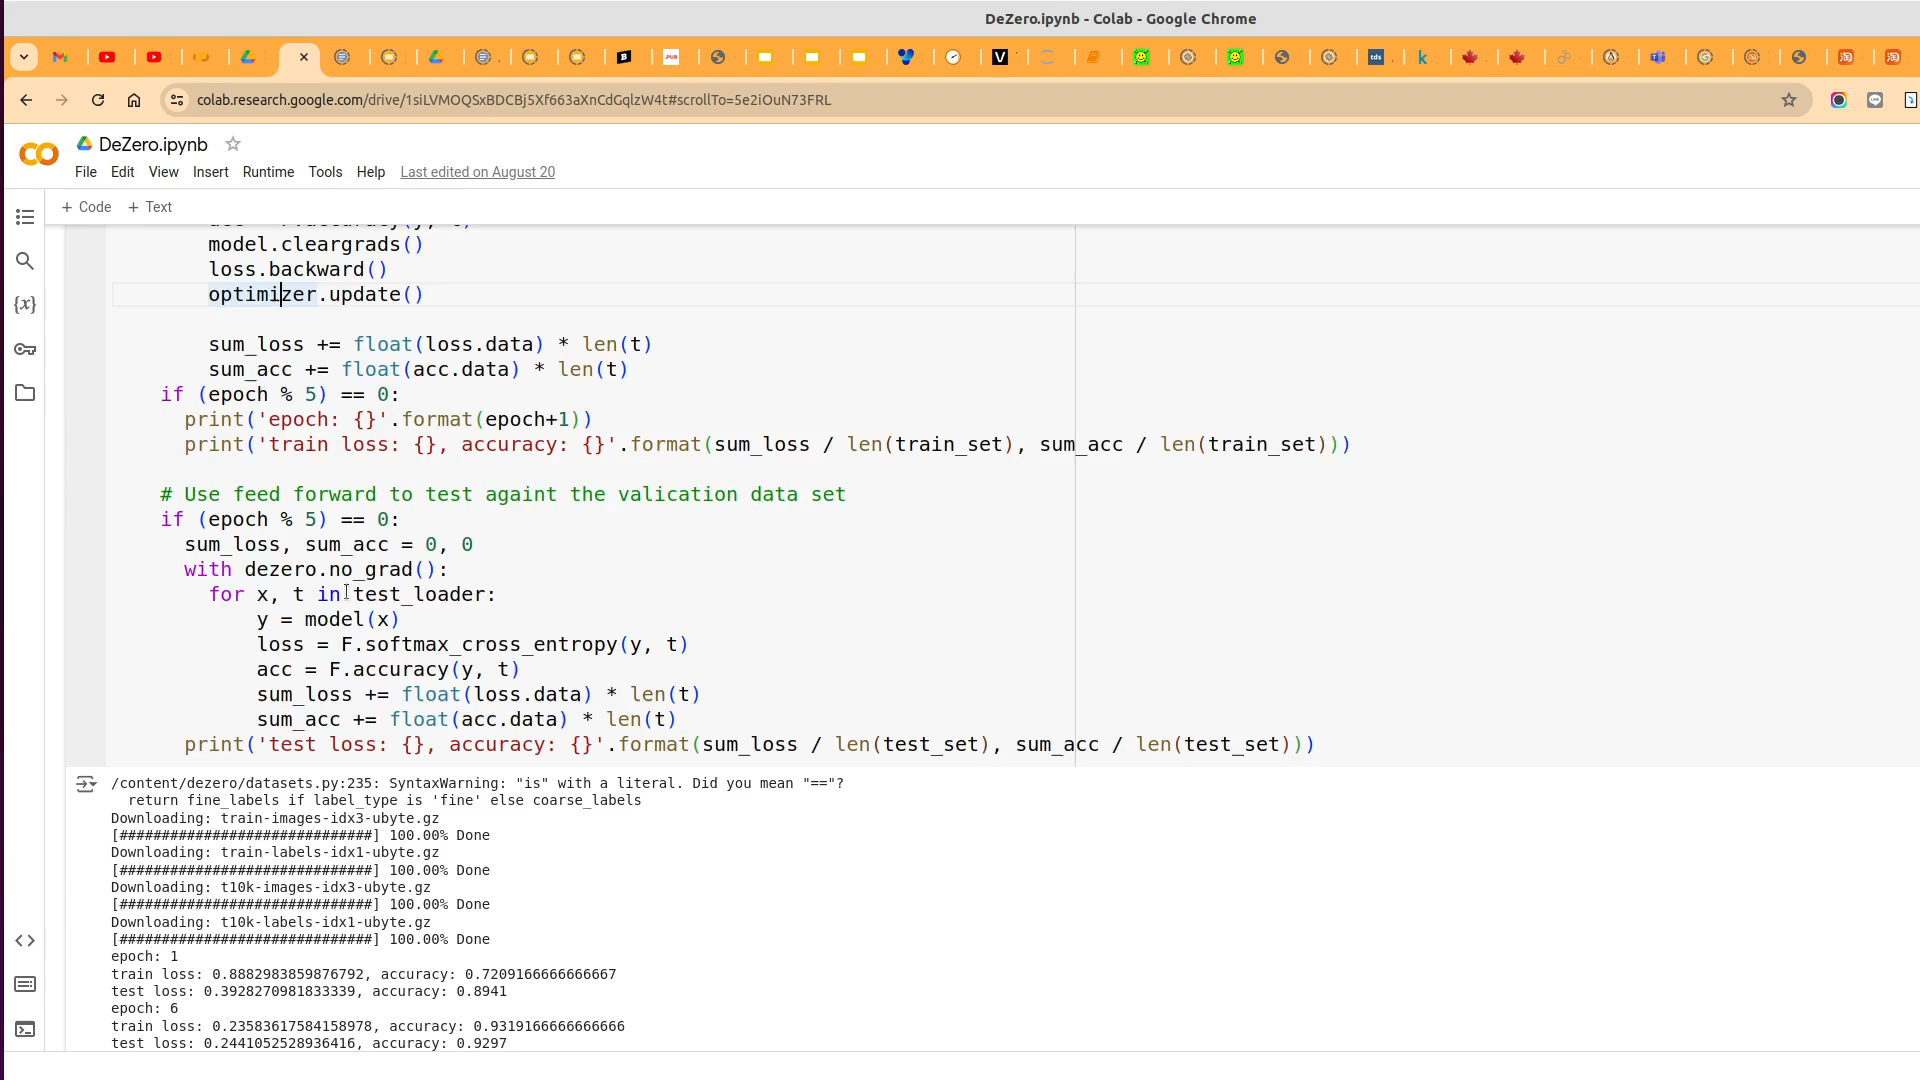 DeZero.ipynb - Colab - Google Chrome
colab.research.google.com/drive/1siLVMOQSxBDCBj5Xf663aXnCdGqlzW4t#scrollTo=5e2iOuN73FRL
DeZero.ipynb
File Edit View Insert Runtime Tools Help Last edited on August 20
+ Code + Text
model.cleargrads()
loss.backward()
optimizer.update()
sum_loss += float(loss.data) * len(t)
sum_acc += float(acc.data) * len(t)
if (epoch % 5) == 0:
print('epoch: {}'.format(epoch+1))
print('train loss: {}, accuracy: {}'.format(sum_loss / len(train_set), sum_acc / len(train_set)))
# Use feed forward to test againt the valication data set
if (epoch % 5) == 0:
sum_loss, sum_acc = 0, 0
with dezero.no_grad():
for x, t in test_loader:
y = model(x)
loss = F.softmax_cross_entropy(y, t)
acc = F.accuracy(y, t)
sum_loss += float(loss.data) * len(t)
sum_acc += float(acc.data) * len(t)
print('test loss: {}, accuracy: {}'.format(sum_loss / len(test_set), sum_acc / len(test_set)))
/content/dezero/datasets.py:235: SyntaxWarning: "is" with a literal. Did you mean "=="?
return fine_labels if label_type is 'fine' else coarse_labels
Downloading: train-images-idx3-ubyte.gz
[##############################] 100.00% Done
Downloading: train-labels-idx1-ubyte.gz
[##############################] 100.00% Done
Downloading: t10k-images-idx3-ubyte.gz
[##############################] 100.00% Done
Downloading: t10k-labels-idx1-ubyte.gz
[##############################] 100.00% Done
epoch: 1
train loss: 0.8882983859876792, accuracy: 0.7209166666666667
test loss: 0.3928270981833339, accuracy: 0.8941
epoch: 6
train loss: 0.23583617584158978, accuracy: 0.9319166666666666
test loss: 0.2441052528936416, accuracy: 0.9297